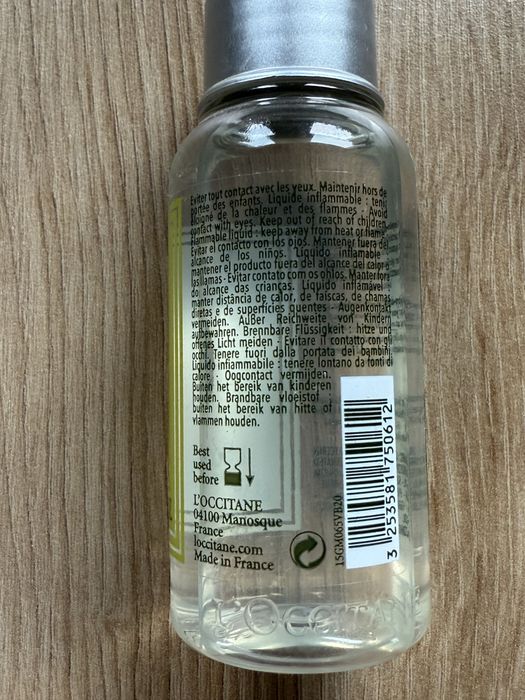 Eviter tout contact avec les yeux. Maintenir hors de
portée des enfants. Liquide inflammable : tenir
éloigné de la chaleur et des flammes - Avoid
contact with eyes. Keep out of reach of children.
Flammable liquid : keep away from heat or flame
Evitar el contacto con los ojos. Mantener fuera del
alcance de los niños. Líquido inflamable :
mantener el producto fuera del alcance del calor o
las llamas - Evitar contato com os ohlos. Manter fora
do alcance das crianças. Líquido inflamável :
manter distância de calor, de faíscas, de chamas
diretas e de superfícies quentes - Augenkontakt
vermeiden. Außer Reichweite von Kindern
aufbewahren. Brennbare Flüssigkeit : hitze und
offenes Licht meiden - Evitare il contatto con gli
occhi. Tenere fuori dalla portata dei bambini.
Liquido inflammabile : tenere lontano da fonti di
calore - Oogcontact vermijden.
Buiten het bereik van kinderen
houden. Brandbare vloeistof :
buiten het bereik van hitte of
vlammen houden.
Best
used
before
L'OCCITANE
04100 Manosque
France
loccitane.com
Made in France
15GM065VB20
3 253581 750612
L'OCCITANE